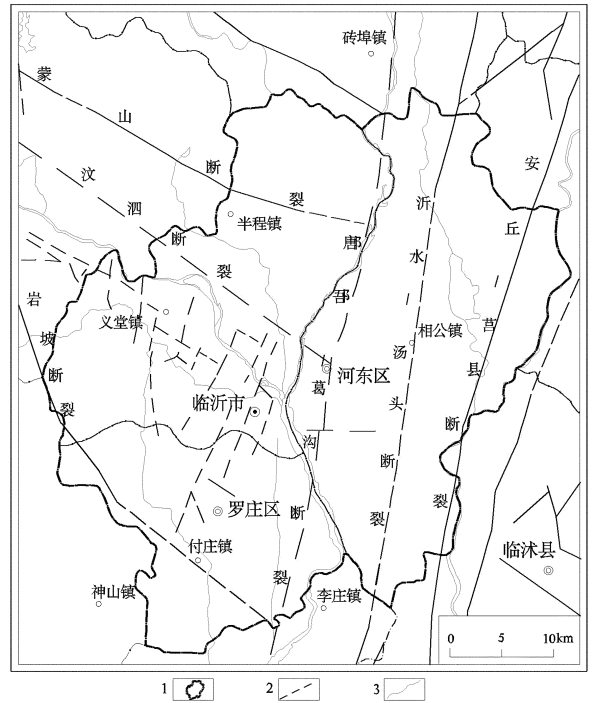 砖埠镇
蒙山断裂
汶泗断裂
半程镇
安丘莒县断裂
沂水汤头断裂
鄌郚葛沟断裂
岩坡断裂
义堂镇
相公镇
河东区
临沂市
罗庄区
付庄镇
神山镇
李庄镇
临沭县
0 5 10km
1 2 3